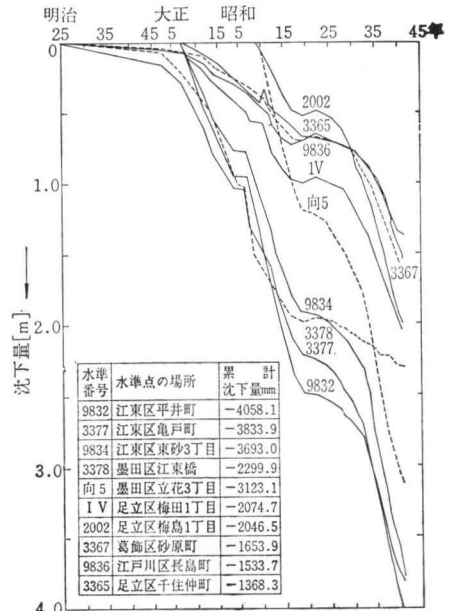 明治 大正 昭和
25 35 45 5 15 5 15 25 35 45年
0
1.0
2.0
3.0
4.0
沈下量[m]
2002
3365
9836
IV
向5
3367
9834
3378
3377
9832
水準番号 水準点の場所 累計沈下量mm
9832 江東区平井町 -4058.1
3377 江東区亀戸町 -3833.9
9834 江東区東砂3丁目 -3693.0
3378 墨田区江東橋 -2299.9
向5 墨田区立花3丁目 -3123.1
IV 足立区梅田1丁目 -2074.7
2002 足立区梅島1丁目 -2046.5
3367 葛飾区砂原町 -1653.9
9836 江戸川区長島町 -1533.7
3365 足立区千住仲町 -1368.3